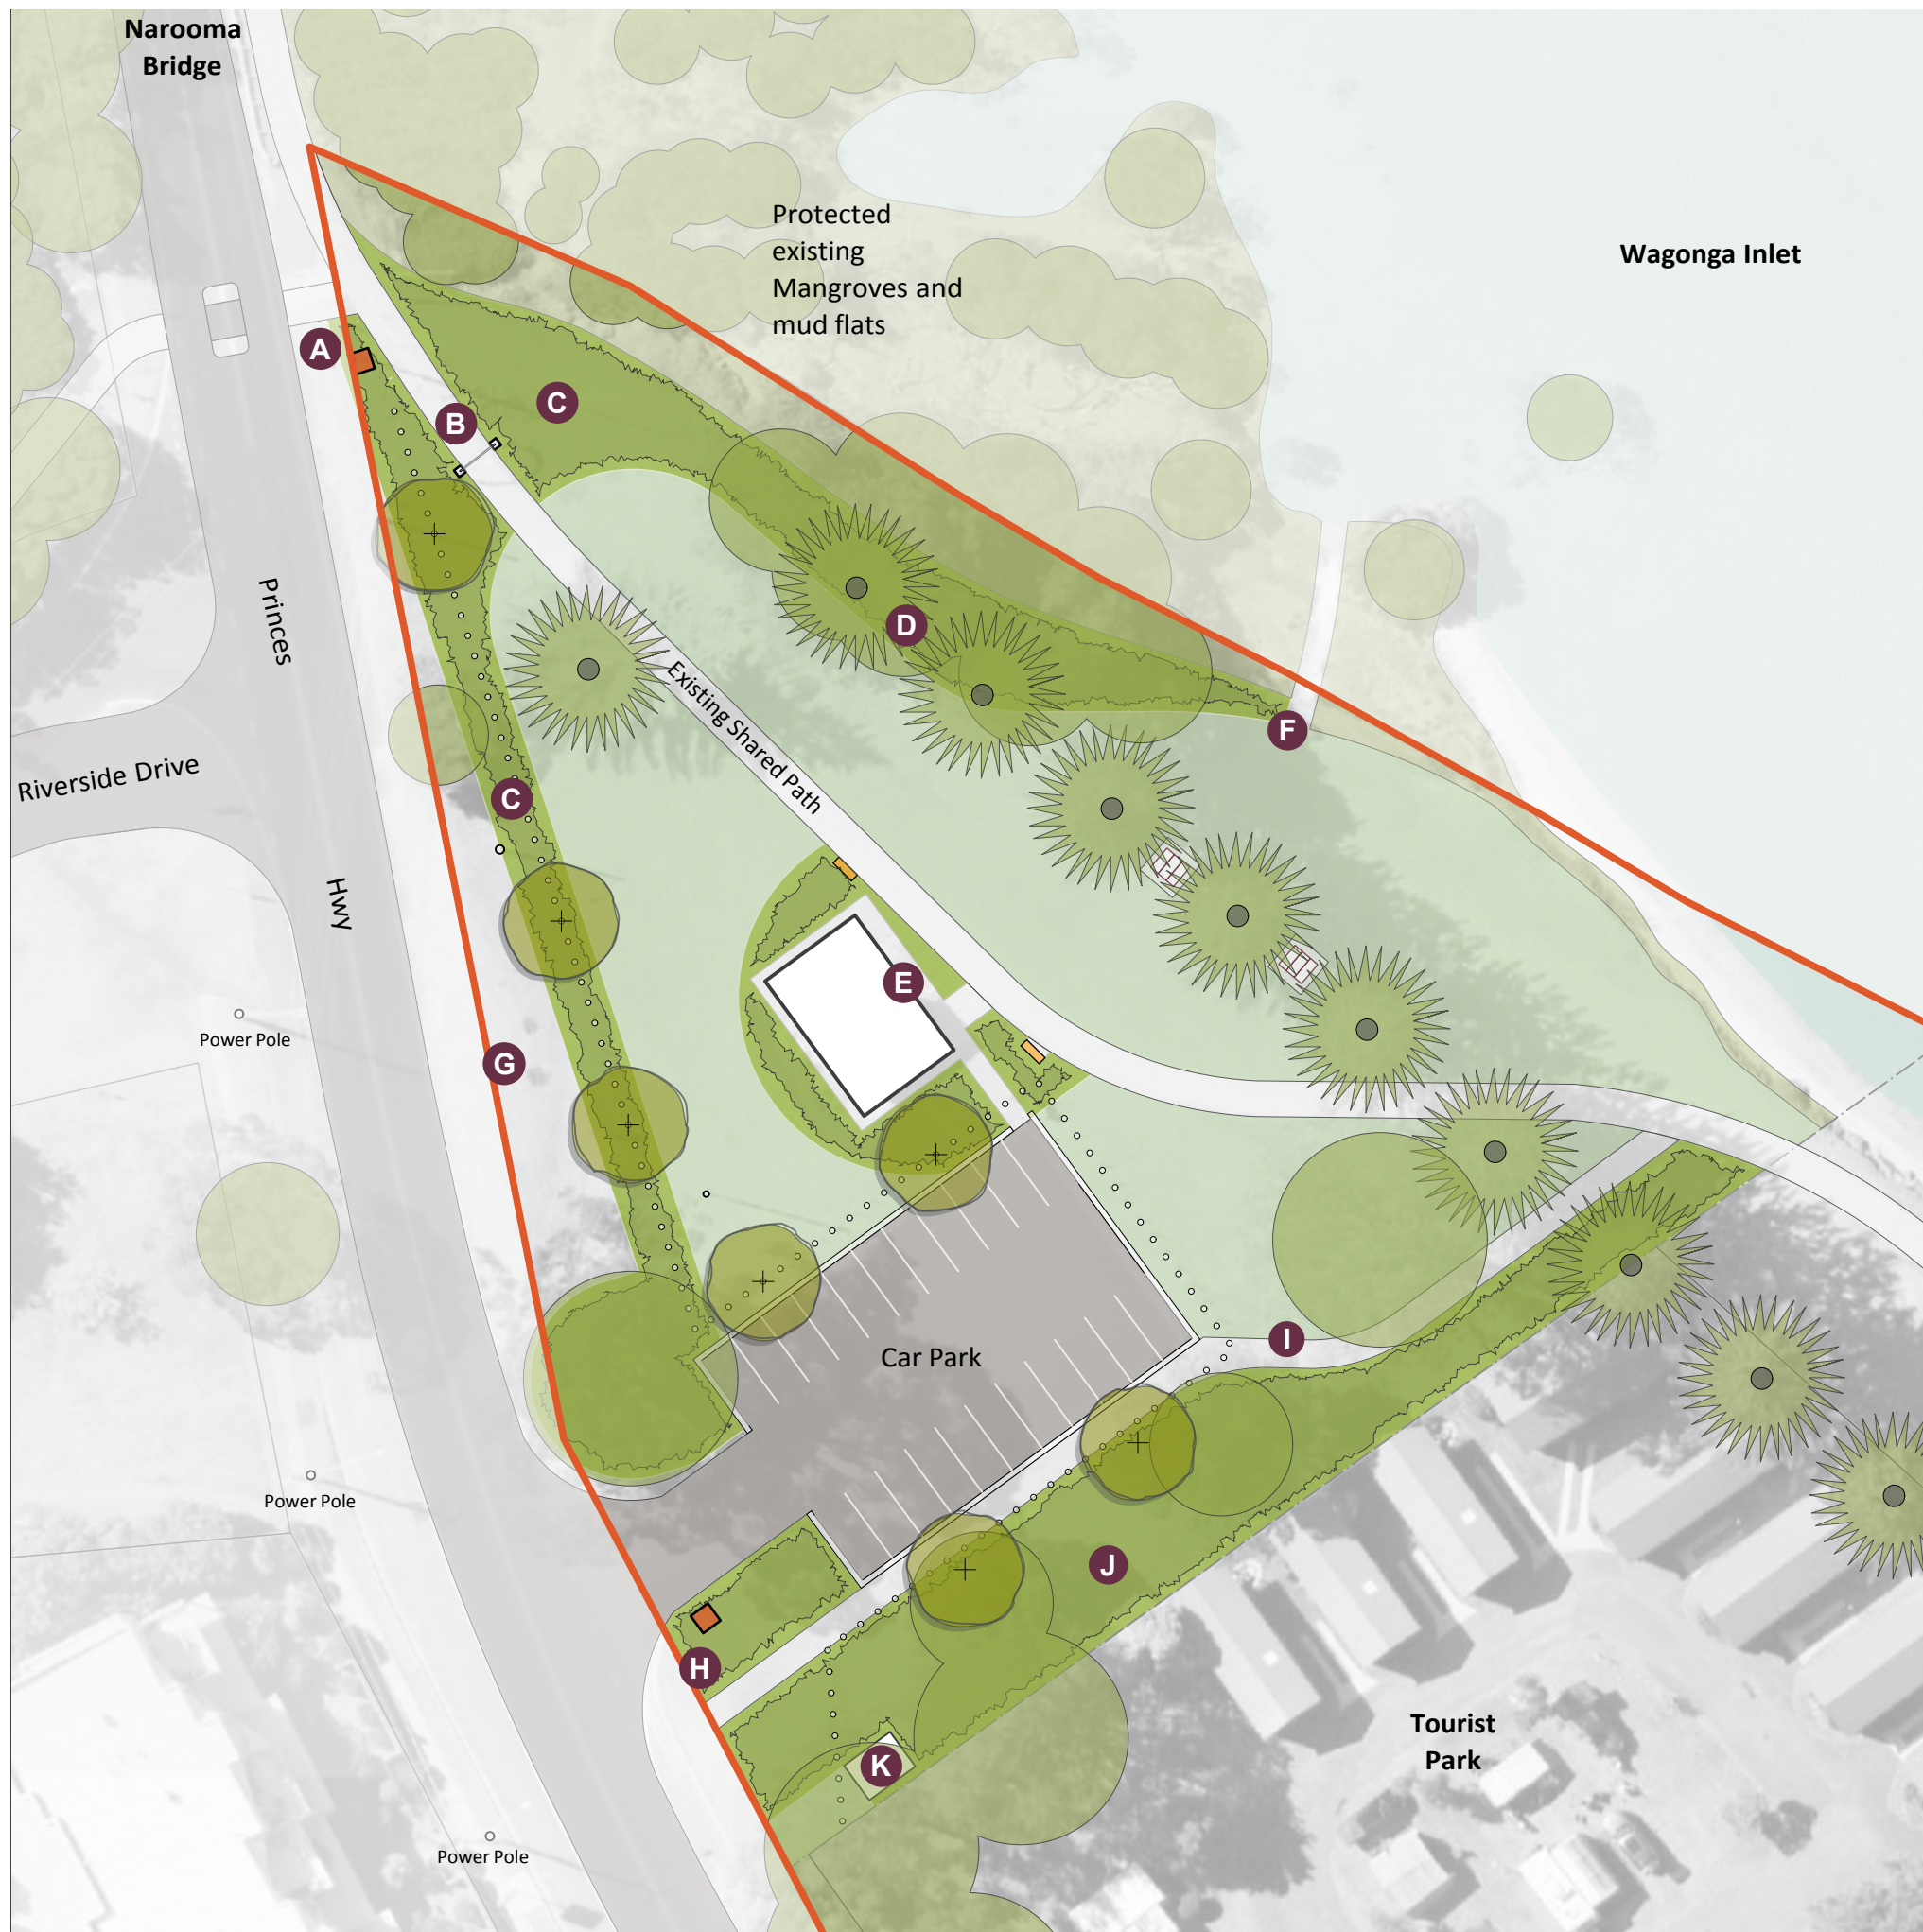 Narooma
Bridge
Protected
existing
Mangroves and
mud flats
Wagonga Inlet
A
C
B
Princes
D
Existing Shared Path
F
Riverside Drive
C
Hwy
E
Power Pole
G
I
Car Park
Power Pole
J
H
Tourist
Park
K
Power Pole